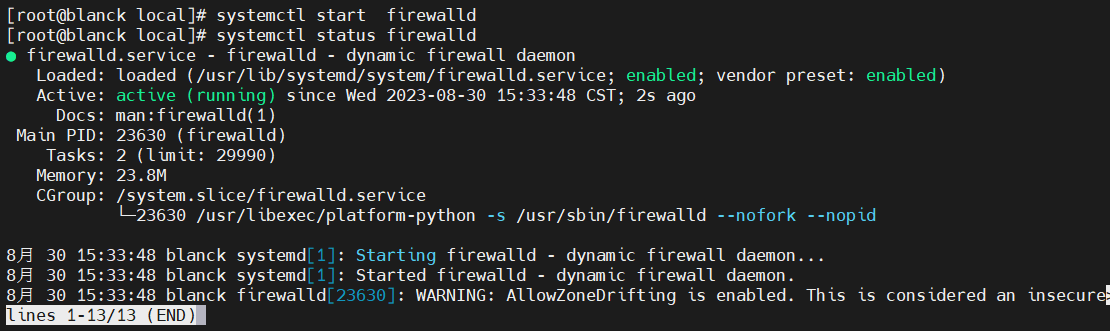 [root@blanck local]# systemctl start  firewalld
[root@blanck local]# systemctl status firewalld
● firewalld.service - firewalld - dynamic firewall daemon
   Loaded: loaded (/usr/lib/systemd/system/firewalld.service; enabled; vendor preset: enabled)
   Active: active (running) since Wed 2023-08-30 15:33:48 CST; 2s ago
     Docs: man:firewalld(1)
 Main PID: 23630 (firewalld)
    Tasks: 2 (limit: 29990)
   Memory: 23.8M
   CGroup: /system.slice/firewalld.service
           └─23630 /usr/libexec/platform-python -s /usr/sbin/firewalld --nofork --nopid
8月 30 15:33:48 blanck systemd[1]: Starting firewalld - dynamic firewall daemon...
8月 30 15:33:48 blanck systemd[1]: Started firewalld - dynamic firewall daemon.
8月 30 15:33:48 blanck firewalld[23630]: WARNING: AllowZoneDrifting is enabled. This is considered an insecure>
lines 1-13/13 (END)